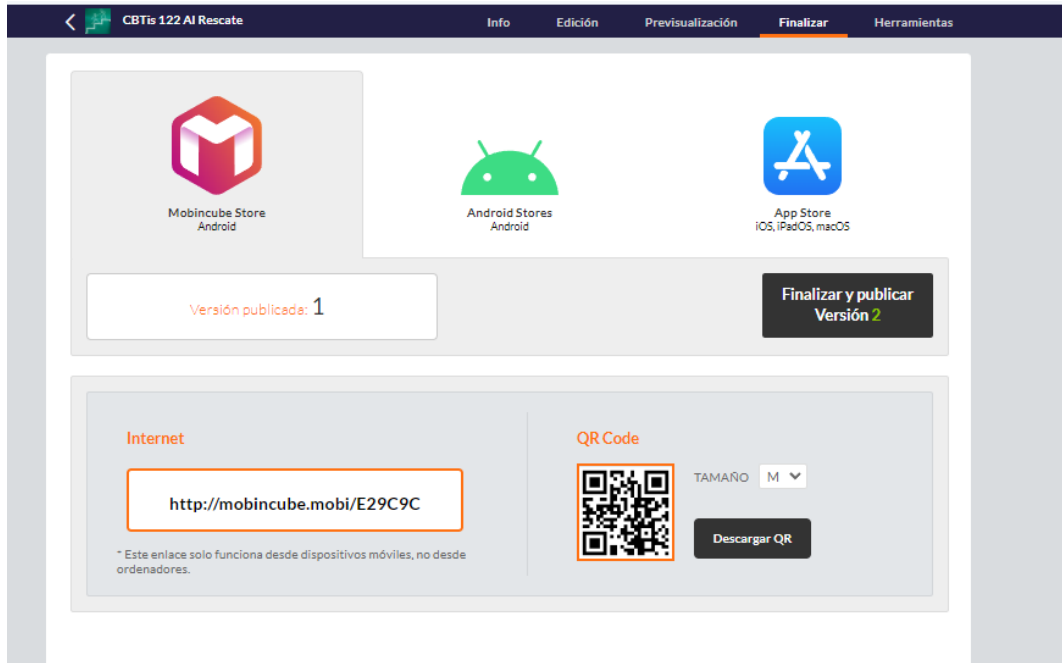 CBTis 122 Al Rescate
Info
Edición
Previsualización
Finalizar
Herramientas
Mobincube Store
Android
Android Stores
Android
App Store
iOS, iPadOS, macOS
Versión publicada: 1
Finalizar y publicar
Versión 2
Internet
http://mobincube.mobi/E29C9C
* Este enlace solo funciona desde dispositivos móviles, no desde
ordenadores.
QR Code
TAMAÑO M
Descargar QR